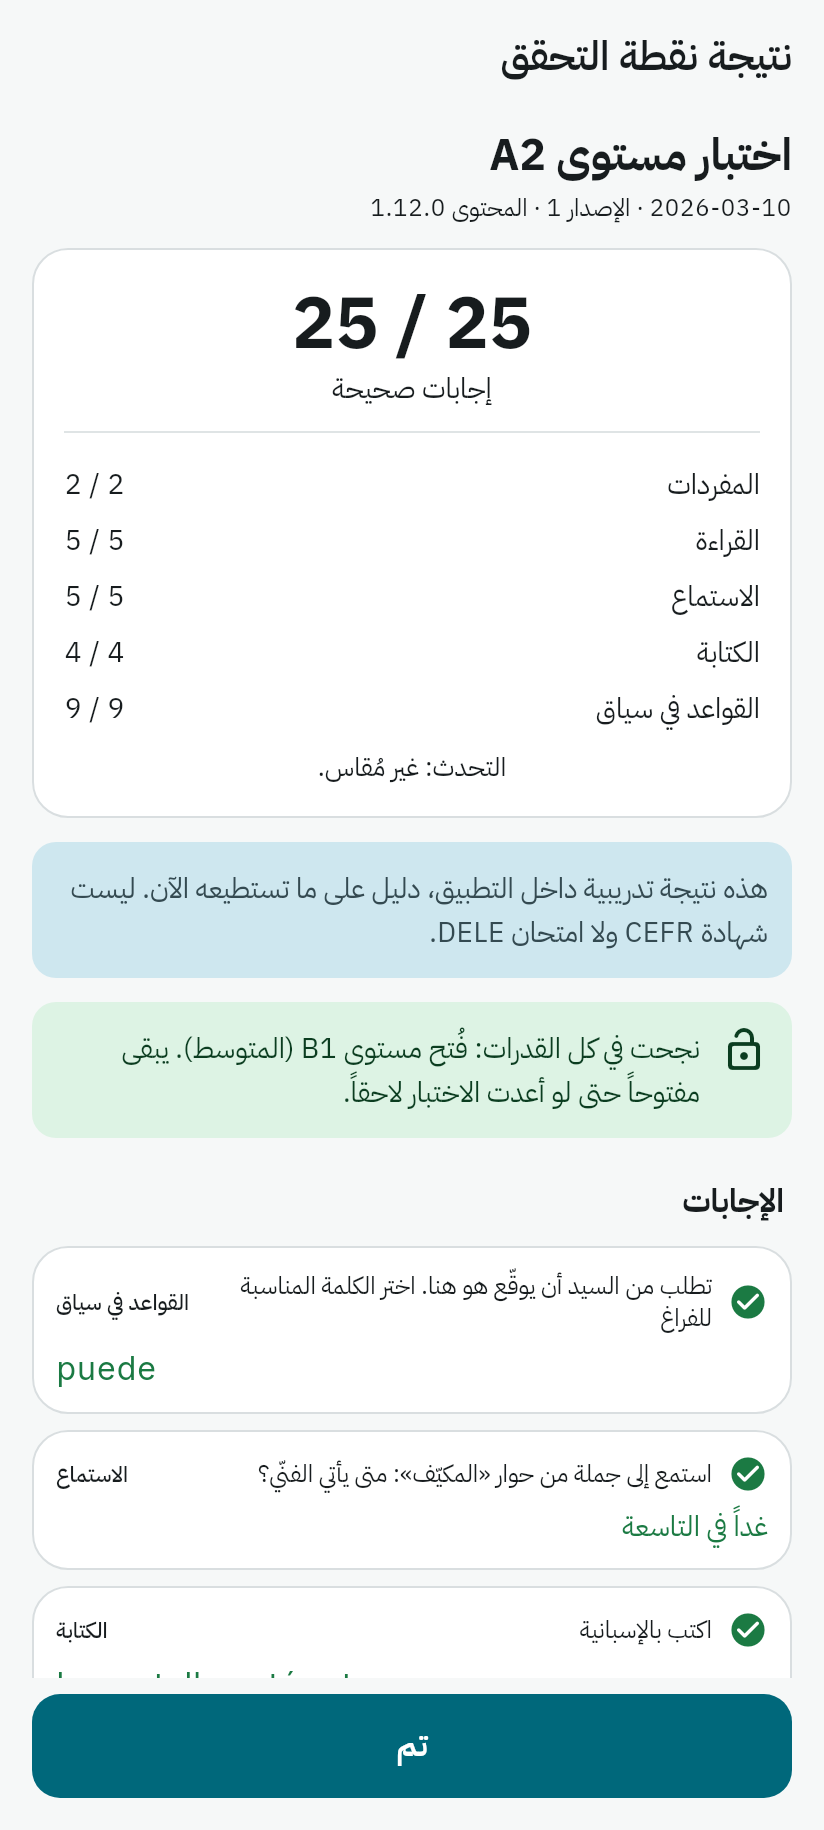 نتيجة نقطة التحقق
اختبار مستوى A2
2026-03-10 · الإصدار 1 · المحتوى 1.12.0
25 / 25
إجابات صحيحة
المفردات 2 / 2
القراءة 5 / 5
الاستماع 5 / 5
الكتابة 4 / 4
القواعد في سياق 9 / 9
التحدث: غير مُقاس.
هذه نتيجة تدريبية داخل التطبيق، دليل على ما تستطيعه الآن. ليست
شهادة CEFR ولا امتحان DELE.
نجحت في كل القدرات: فُتح مستوى B1 (المتوسط). يبقى
مفتوحاً حتى لو أعدت الاختبار لاحقاً.
الإجابات
تطلب من السيد أن يوقّع هو هنا. اختر الكلمة المناسبة
للفراغ
القواعد في سياق
puede
استمع إلى جملة من حوار «المكيّف»: متى يأتي الفنّي؟ الاستماع
غداً في التاسعة
اكتب بالإسبانية الكتابة
تم